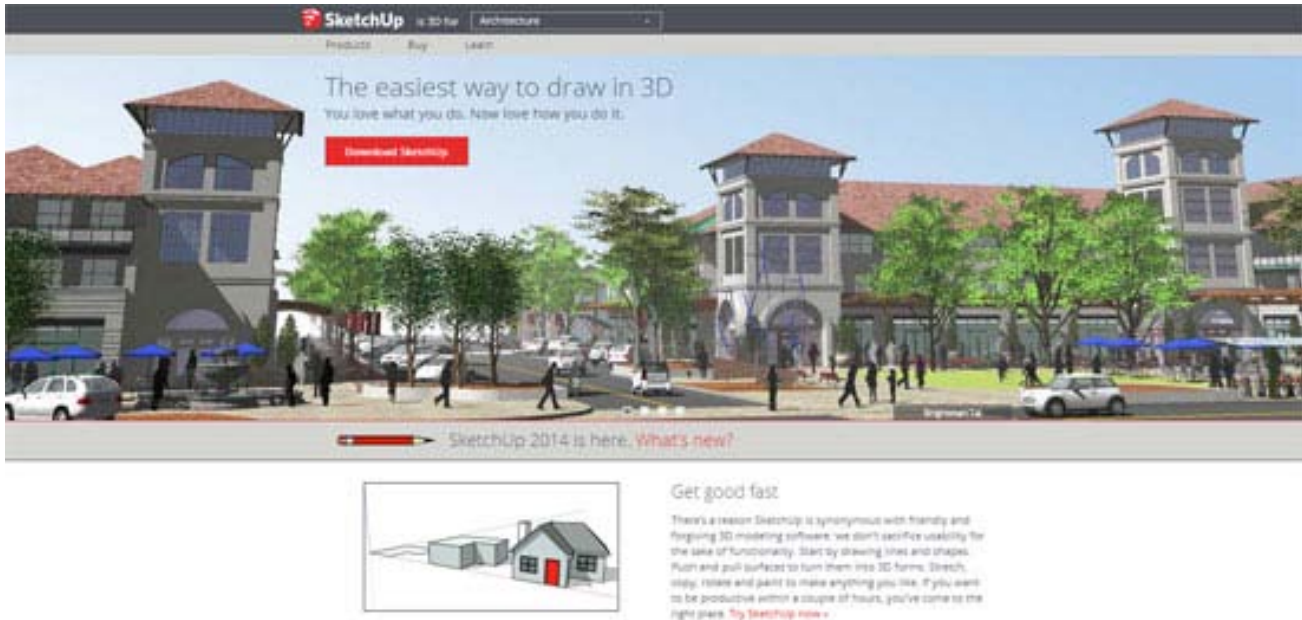 SketchUp is 3D for Architecture
Products Buy Learn
The easiest way to draw in 3D
You love what you do. Now love how you do it.
Download SketchUp
SketchUp 2014 is here. What's new?
Get good fast
There's a reason SketchUp is synonymous with friendly and
forgiving 3D modeling software: we don't sacrifice usability for
the sake of functionality. Start by drawing lines and shapes.
Push and pull surfaces to turn them into 3D forms. Stretch,
copy, rotate and paint to make anything you like. If you want
to be productive within a couple of hours, you've come to the
right place. Try SketchUp now »